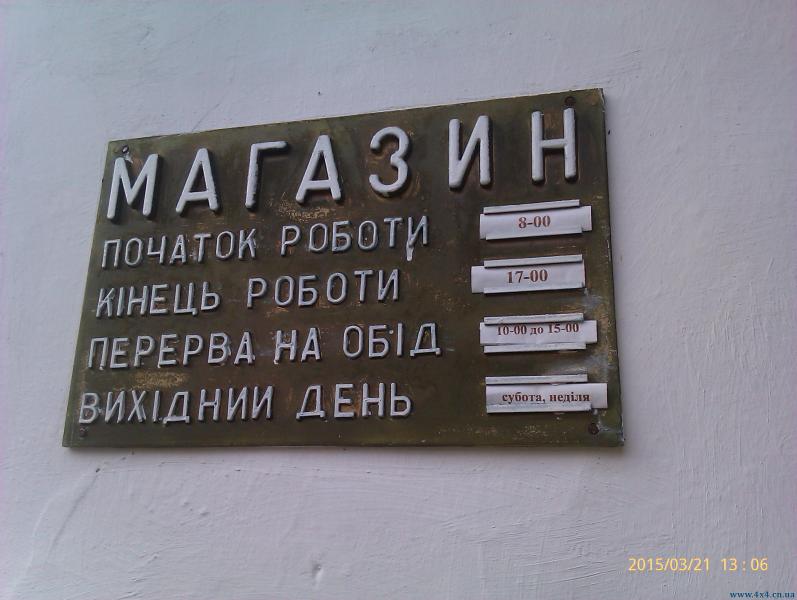 МАГАЗИН
ПОЧАТОК РОБОТИ 8-00
КІНЕЦЬ РОБОТИ 17-00
ПЕРЕРВА НА ОБІД 10-00 до 15-00
ВИХІДНИИ ДЕНЬ субота, неділя
2015/03/21 13:06
www.4x4.cn.ua